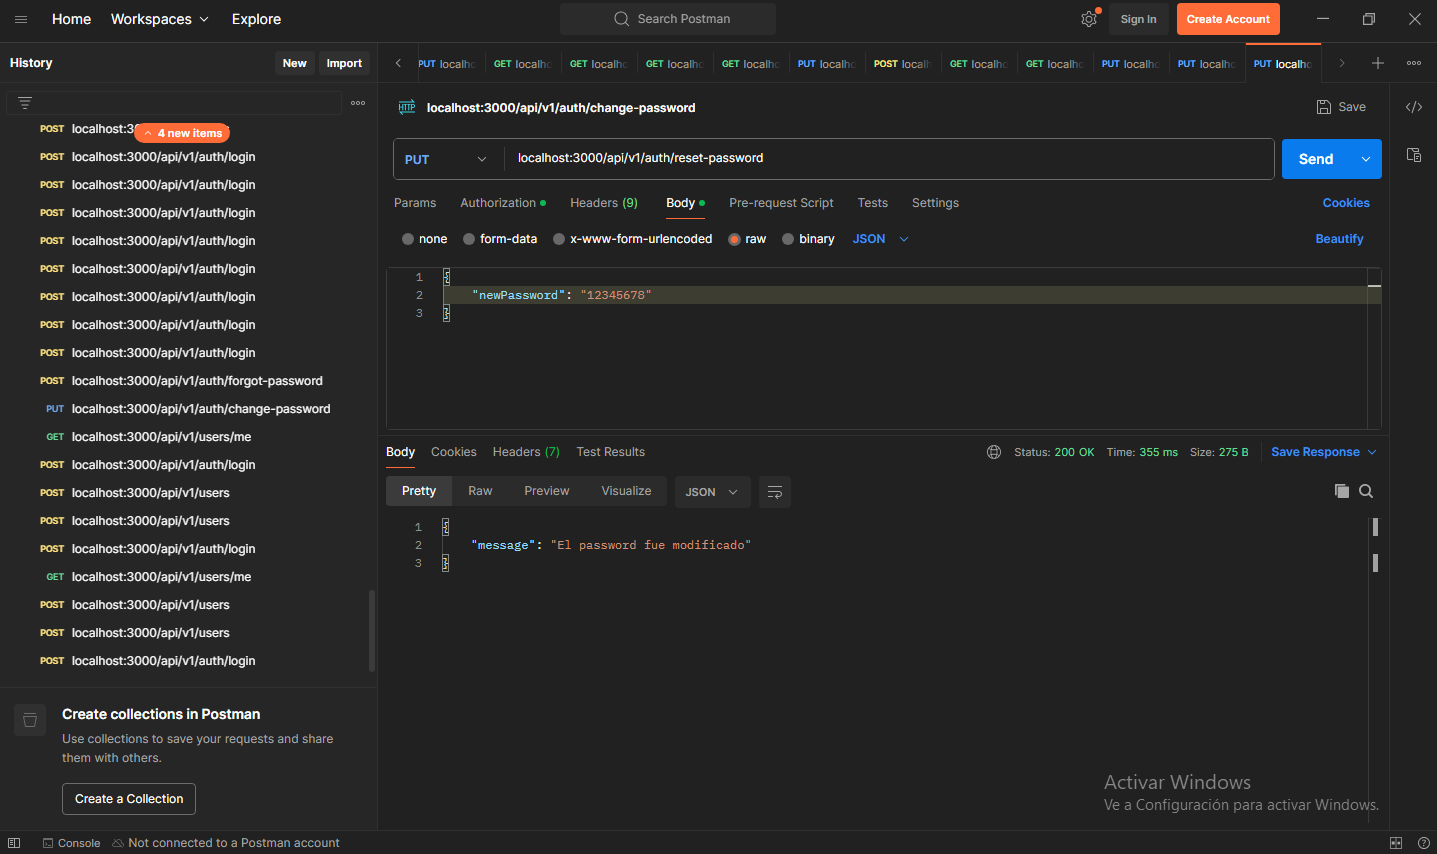 Home Workspaces Explore Search Postman Sign In Create Account
History New Import
PUT localho GET localho GET localho GET localho GET localho PUT localho POST localh GET localho GET localho PUT localho PUT localho PUT localho
localhost:3000/api/v1/auth/change-password Save
POST localhost:3
4 new items
POST localhost:3000/api/v1/auth/login
POST localhost:3000/api/v1/auth/login
POST localhost:3000/api/v1/auth/login
POST localhost:3000/api/v1/auth/login
POST localhost:3000/api/v1/auth/login
POST localhost:3000/api/v1/auth/login
POST localhost:3000/api/v1/auth/login
POST localhost:3000/api/v1/auth/login
POST localhost:3000/api/v1/auth/forgot-password
PUT localhost:3000/api/v1/auth/change-password
GET localhost:3000/api/v1/users/me
POST localhost:3000/api/v1/auth/login
POST localhost:3000/api/v1/users
POST localhost:3000/api/v1/users
POST localhost:3000/api/v1/auth/login
GET localhost:3000/api/v1/users/me
POST localhost:3000/api/v1/users
POST localhost:3000/api/v1/users
POST localhost:3000/api/v1/auth/login
Create collections in Postman
Use collections to save your requests and share
them with others.
Create a Collection
PUT localhost:3000/api/v1/auth/reset-password Send
Params Authorization Headers (9) Body Pre-request Script Tests Settings Cookies
none form-data x-www-form-urlencoded raw binary JSON Beautify
1 {
2 "newPassword": "12345678"
3 }
Body Cookies Headers (7) Test Results Status: 200 OK Time: 355 ms Size: 275 B Save Response
Pretty Raw Preview Visualize JSON
1 {
2 "message": "El password fue modificado"
3 }
Activar Windows
Ve a Configuración para activar Windows.
Console Not connected to a Postman account